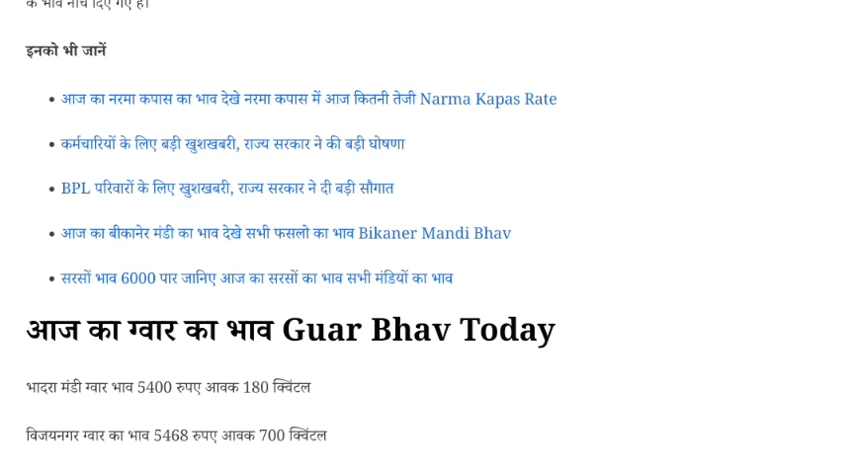 के भाव नीचे दिए गए हैं।
इनको भी जानें
आज का नरमा कपास का भाव देखे नरमा कपास में आज कितनी तेजी Narma Kapas Rate
कर्मचारियों के लिए बड़ी खुशखबरी, राज्य सरकार ने की बड़ी घोषणा
BPL परिवारों के लिए खुशखबरी, राज्य सरकार ने दी बड़ी सौगात
आज का बीकानेर मंडी का भाव देखे सभी फसलो का भाव Bikaner Mandi Bhav
सरसों भाव 6000 पार जानिए आज का सरसों का भाव सभी मंडियों का भाव
आज का ग्वार का भाव Guar Bhav Today
भादरा मंडी ग्वार भाव 5400 रुपए आवक 180 क्विंटल
विजयनगर ग्वार का भाव 5468 रुपए आवक 700 क्विंटल